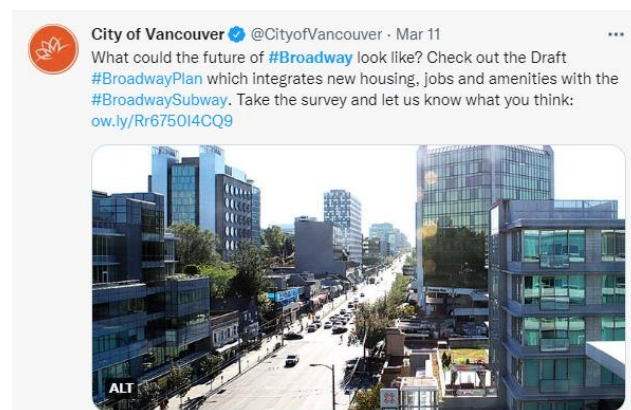 City of Vancouver @CityofVancouver · Mar 11
What could the future of #Broadway look like? Check out the Draft
#BroadwayPlan which integrates new housing, jobs and amenities with the
#BroadwaySubway. Take the survey and let us know what you think:
ow.ly/Rr6750I4CQ9
ALT